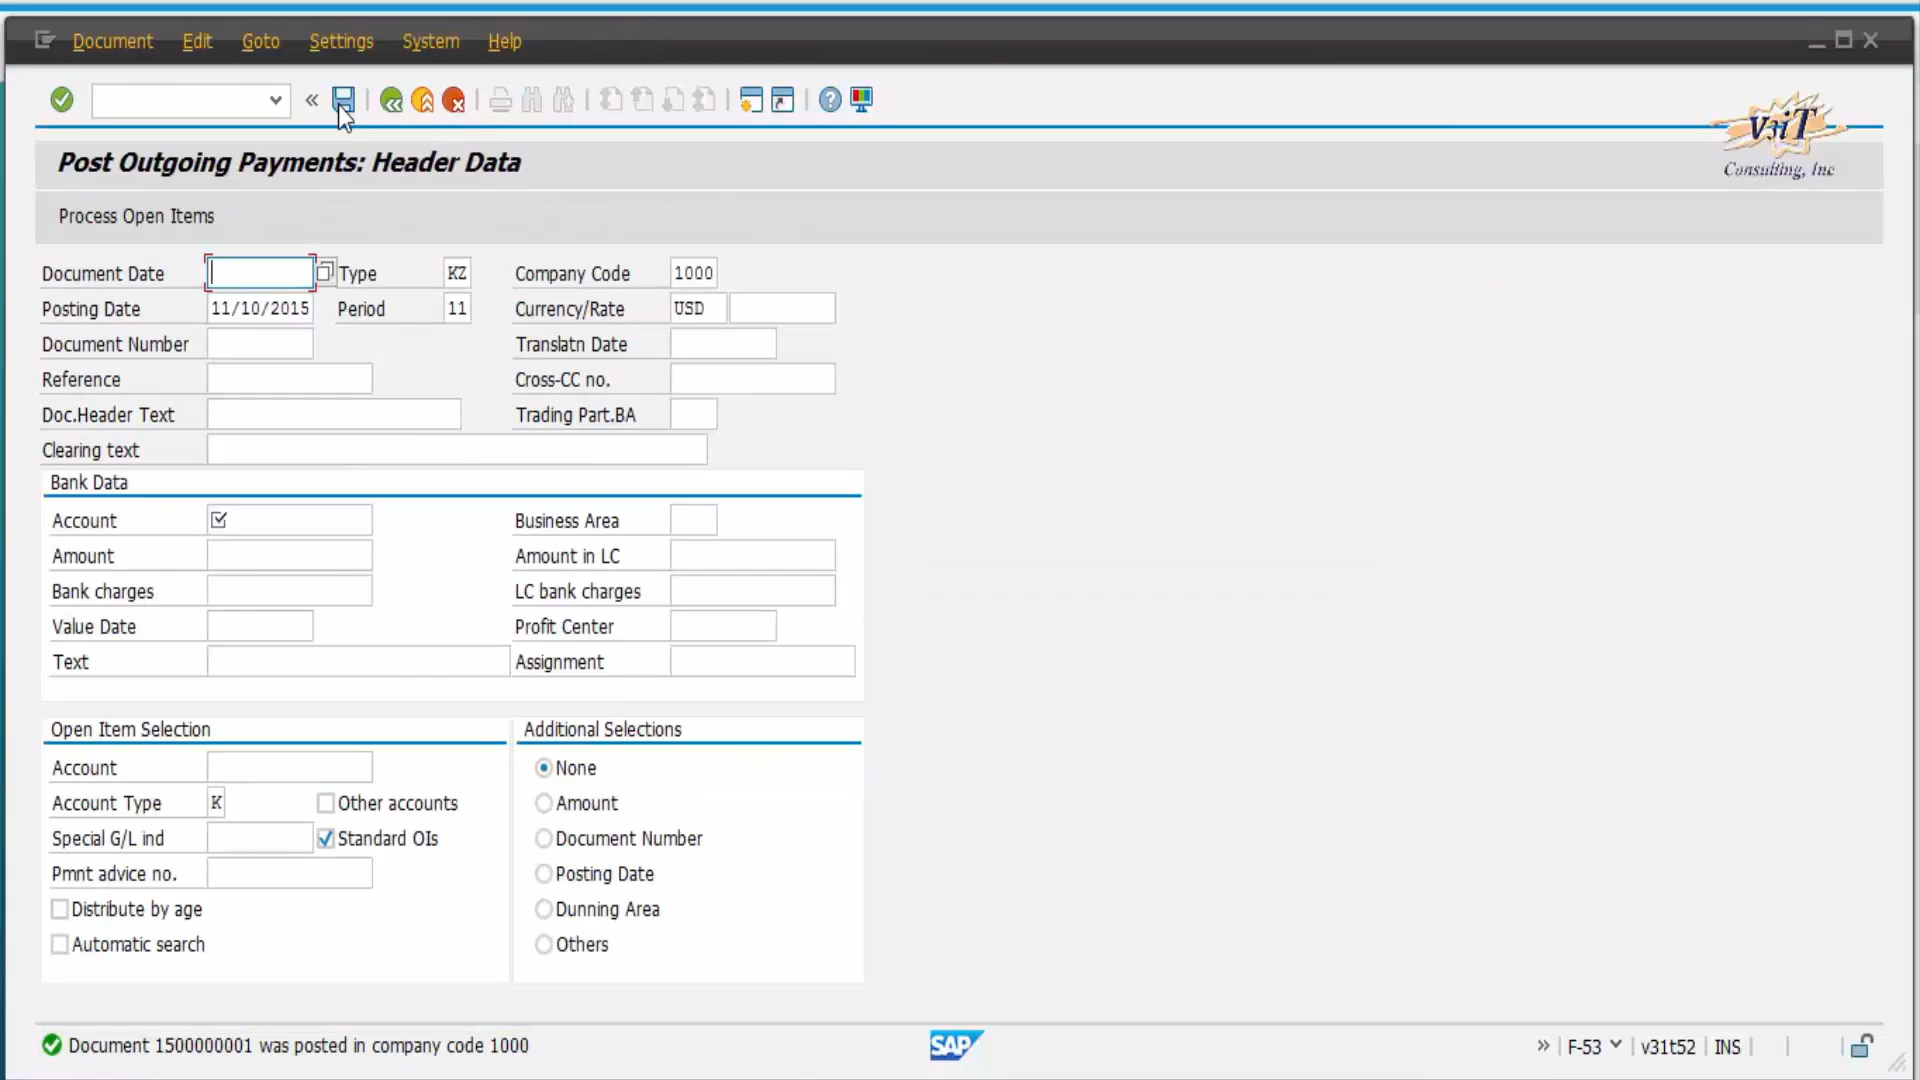 Document Edit Goto Settings System Help
V3iT
Consulting, Inc
Post Outgoing Payments: Header Data
Process Open Items
Document Date Type KZ Company Code 1000
Posting Date 11/10/2015 Period 11 Currency/Rate USD
Document Number Translatn Date
Reference Cross-CC no.
Doc.Header Text Trading Part.BA
Clearing text
Bank Data
Account Business Area
Amount Amount in LC
Bank charges LC bank charges
Value Date Profit Center
Text Assignment
Open Item Selection Additional Selections
Account None
Account Type K Other accounts Amount
Special G/L ind Standard OIs Document Number
Pmnt advice no. Posting Date
Distribute by age Dunning Area
Automatic search Others
Document 1500000001 was posted in company code 1000 SAP F-53 v31t52 INS